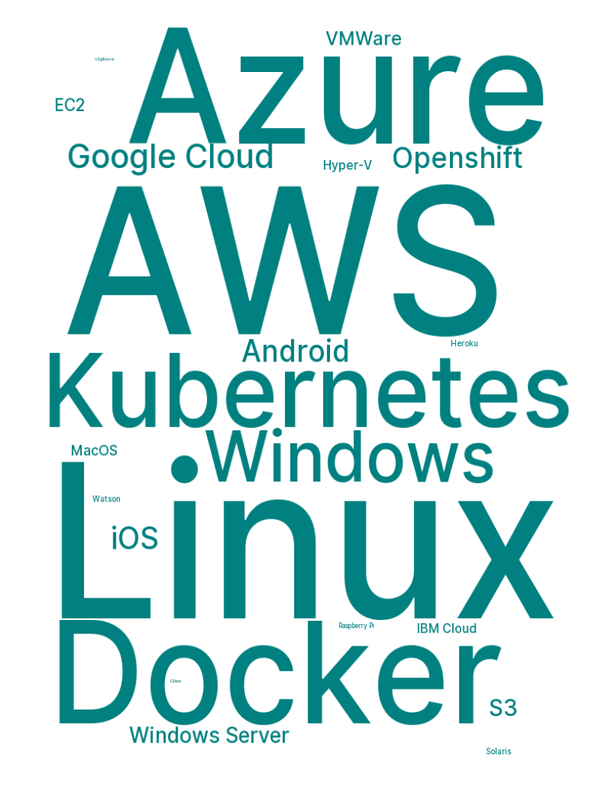 VMWare
Azure
vSphere
EC2
Google Cloud
Hyper-V
Openshift
AWS
Heroku
Android
Kubernetes
Windows
MacOS
Linux
Watson
iOS
Raspberry Pi
IBM Cloud
Docker
S3
Windows Server
Solaris